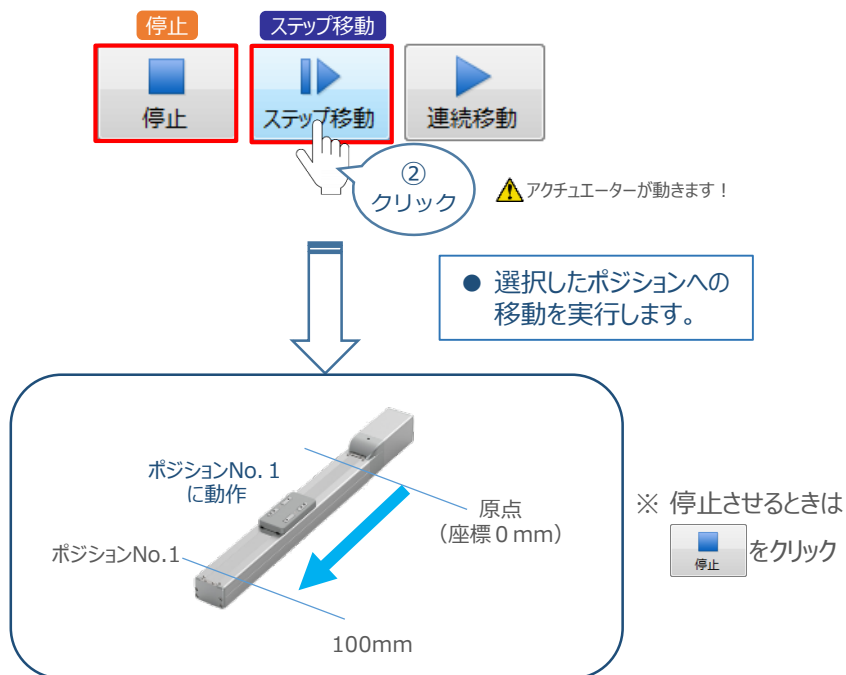 停止
ステップ移動
停止
ステップ移動
連続移動
②
クリック
アクチュエーターが動きます！
● 選択したポジションへの
移動を実行します。
ポジションNo. 1
に動作
原点
（座標０mm）
ポジションNo.1
100mm
※ 停止させるときは
停止
をクリック